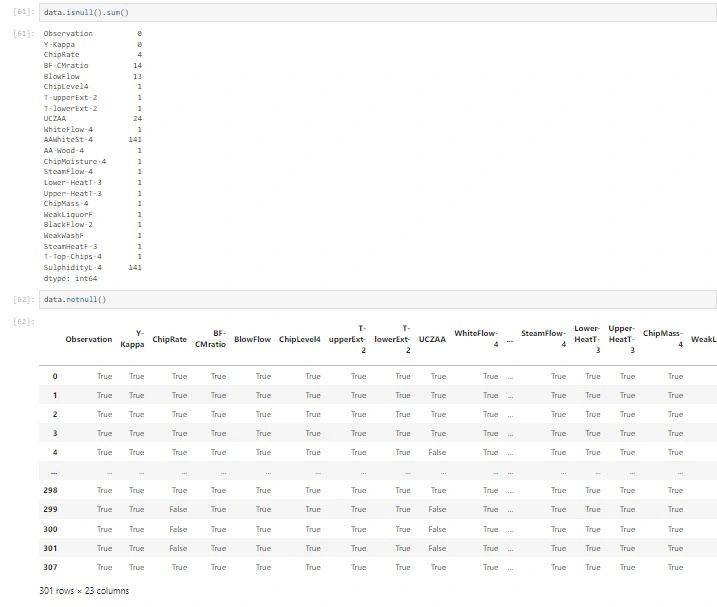 [61]: data.isnull().sum()
[61]: Observation 0
Y-Kappa 0
ChipRate 4
BF-CMratio 14
BlowFlow 13
ChipLevel4 1
T-upperExt-2 1
T-lowerExt-2 1
UCZAA 24
WhiteFlow-4 1
AAWhiteSt-4 141
AA-Wood-4 1
ChipMoisture-4 1
SteamFlow-4 1
Lower-HeatT-3 1
Upper-HeatT-3 1
ChipMass-4 1
WeakLiquorF 1
BlackFlow-2 1
WeakWashF 1
SteamHeatF-3 1
T-Top-Chips-4 1
SulphidityL-4 141
dtype: int64
[62]: data.notnull()
[62]:
Observation Y-Kappa ChipRate BF-CMratio BlowFlow ChipLevel4 T-upperExt-2 T-lowerExt-2 UCZAA WhiteFlow-4 ... SteamFlow-4 Lower-HeatT-3 Upper-HeatT-3 ChipMass-4 WeakL
0 True True True True True True True True True True ... True True True True
1 True True True True True True True True True True ... True True True True
2 True True True True True True True True True True ... True True True True
3 True True True True True True True True True True ... True True True True
4 True True True True True True True True False True ... True True True True
... ... ... ... ... ... ... ... ... ... ... ... ... ... ... ...
298 True True True True True True True True True True ... True True True True
299 True True False True True True True True False True ... True True True True
300 True True False True True True True True False True ... True True True True
301 True True False True True True True True False True ... True True True True
307 True True True True True True True True True True ... True True True True
301 rows × 23 columns